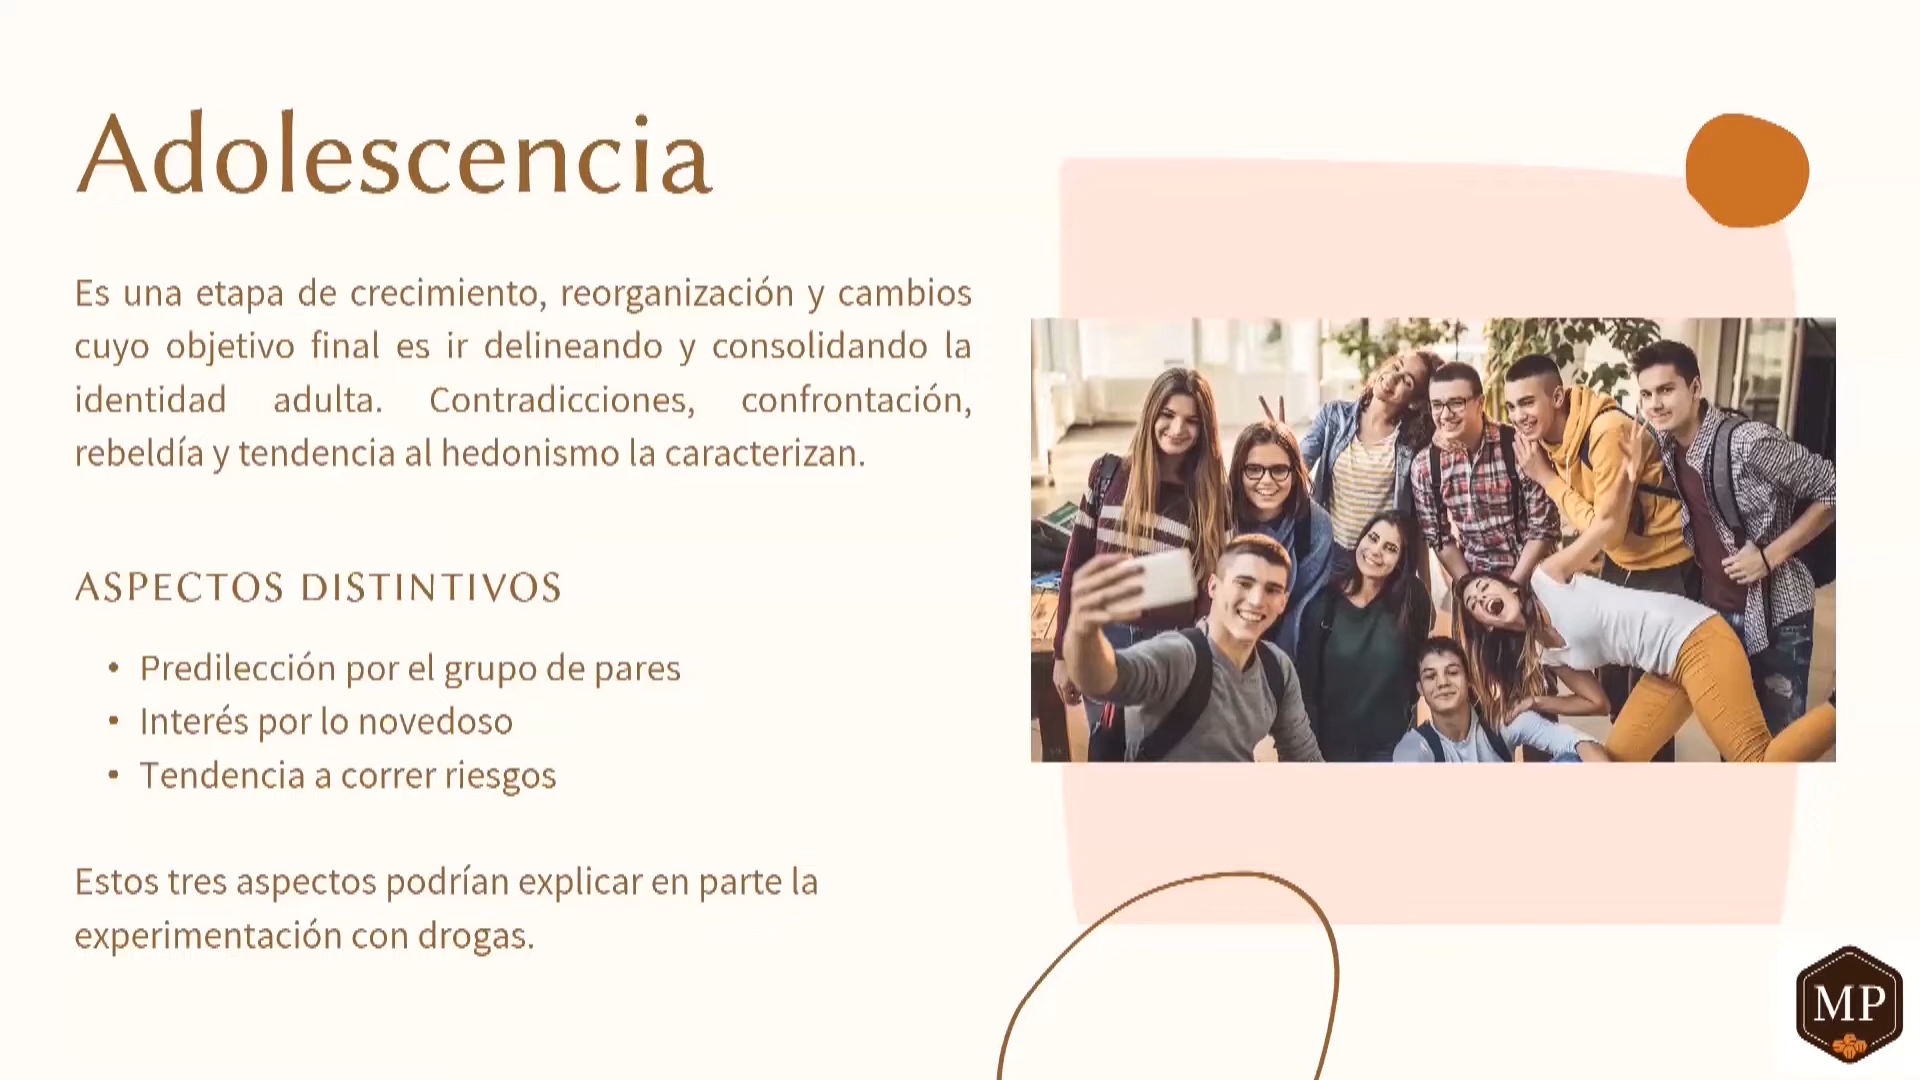 Adolescencia
Es una etapa de crecimiento, reorganización y cambios
cuyo objetivo final es ir delineando y consolidando la
identidad adulta. Contradicciones, confrontación,
rebeldía y tendencia al hedonismo la caracterizan.
ASPECTOS DISTINTIVOS
• Predilección por el grupo de pares
• Interés por lo novedoso
• Tendencia a correr riesgos
Estos tres aspectos podrían explicar en parte la
experimentación con drogas.
MP